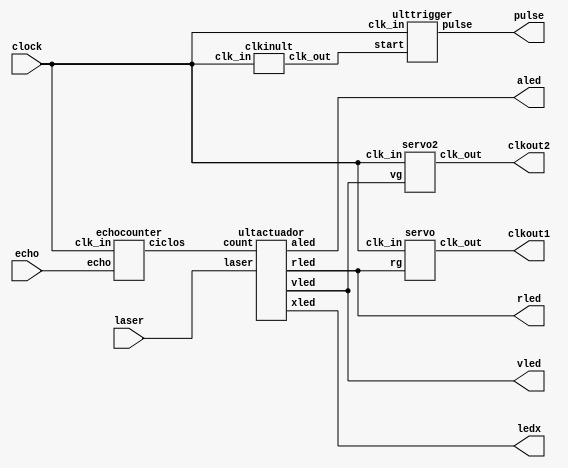 ulttrigger
pulse
clk_in
pulse
clock
clkinult
start
clk_in
clk_out
aled
servo2
clk_in
clk_out
clkout2
vg
echocounter
ultactuador
servo
clk_in
ciclos
count
aled
clk_in
clk_out
clkout1
echo
echo
laser
rled
rg
vled
laser
xled
rled
vled
ledx